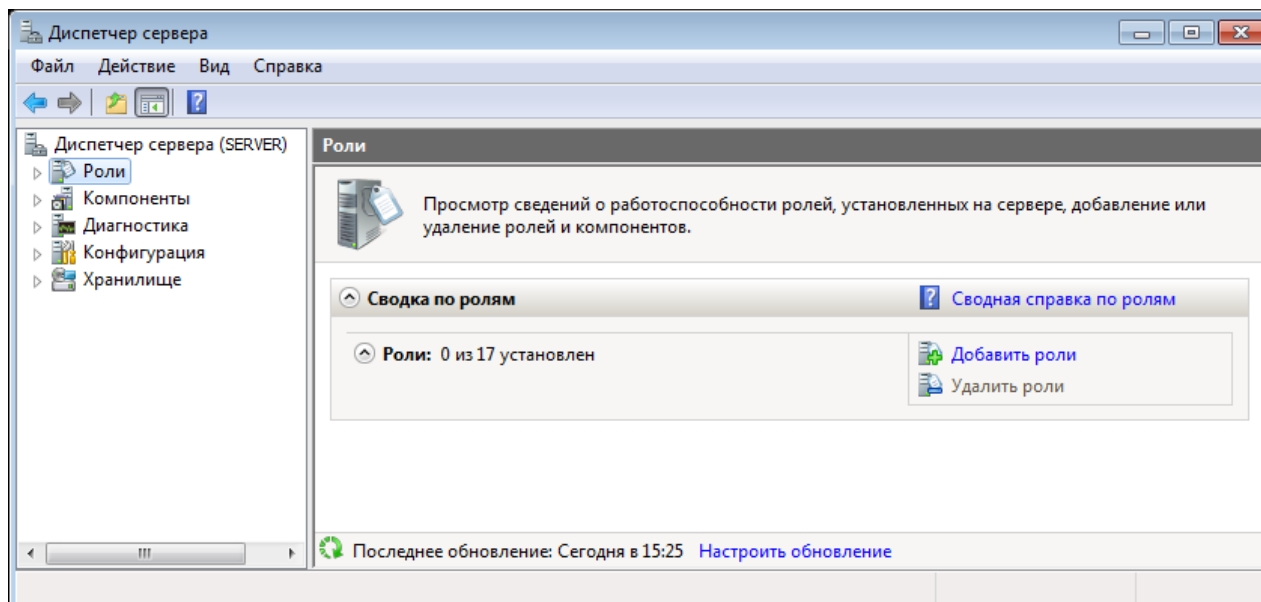 Диспетчер сервера
Файл Действие Вид Справка
Диспетчер сервера (SERVER)
Роли
Компоненты
Диагностика
Конфигурация
Хранилище
Роли
Просмотр сведений о работоспособности ролей, установленных на сервере, добавление или
удаление ролей и компонентов.
Сводка по ролям
Сводная справка по ролям
Роли: 0 из 17 установлен
Добавить роли
Удалить роли
Последнее обновление: Сегодня в 15:25 Настроить обновление